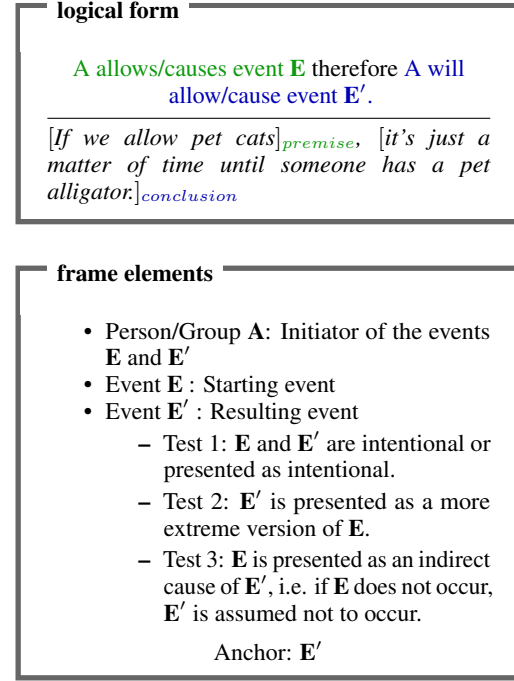 logical form
A allows/causes event E therefore A will
allow/cause event E′.
[If we allow pet cats]premise, [it's just a
matter of time until someone has a pet
alligator.]conclusion
frame elements
• Person/Group A: Initiator of the events
E and E′
• Event E : Starting event
• Event E′ : Resulting event
– Test 1: E and E′ are intentional or
presented as intentional.
– Test 2: E′ is presented as a more
extreme version of E.
– Test 3: E is presented as an indirect
cause of E′, i.e. if E does not occur,
E′ is assumed not to occur.
Anchor: E′